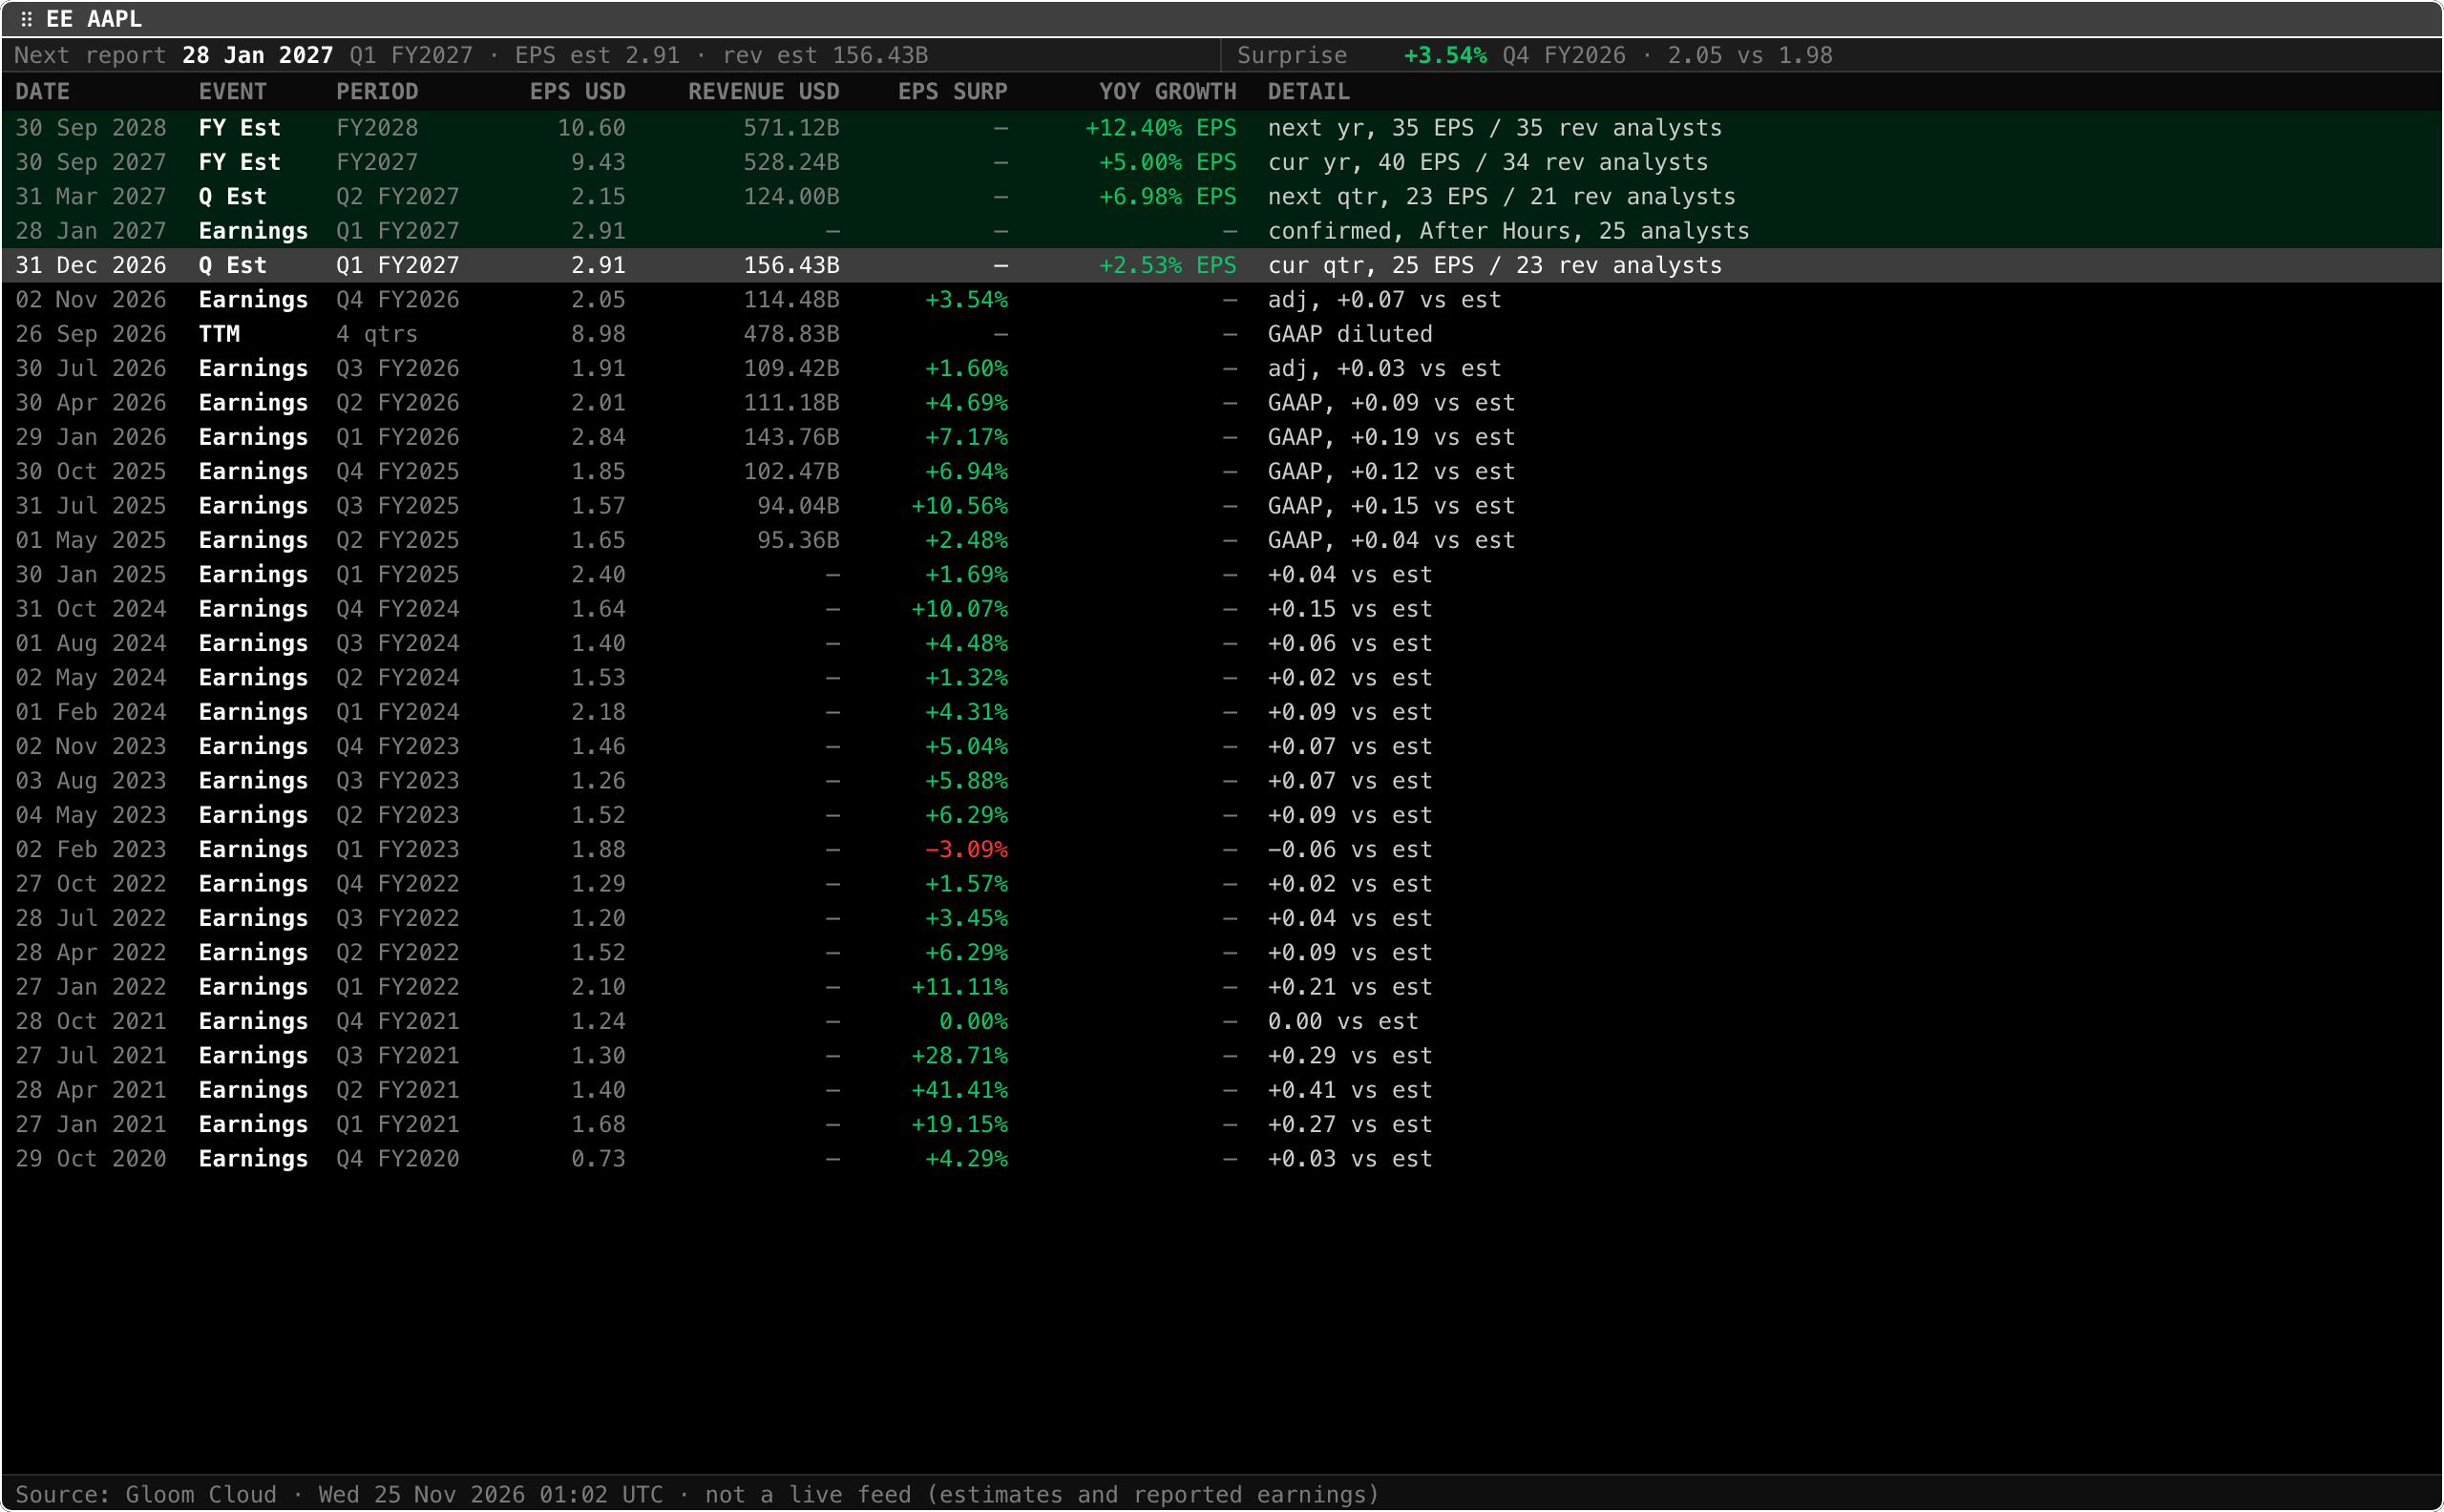 ⠿ EE AAPL
Next report 28 Jan 2027 Q1 FY2027 · EPS est 2.91 · rev est 156.43B Surprise +3.54% Q4 FY2026 · 2.05 vs 1.98
DATE EVENT PERIOD EPS USD REVENUE USD EPS SURP YOY GROWTH DETAIL
30 Sep 2028 FY Est FY2028 10.60 571.12B — +12.40% EPS next yr, 35 EPS / 35 rev analysts
30 Sep 2027 FY Est FY2027 9.43 528.24B — +5.00% EPS cur yr, 40 EPS / 34 rev analysts
31 Mar 2027 Q Est Q2 FY2027 2.15 124.00B — +6.98% EPS next qtr, 23 EPS / 21 rev analysts
28 Jan 2027 Earnings Q1 FY2027 2.91 — — — confirmed, After Hours, 25 analysts
31 Dec 2026 Q Est Q1 FY2027 2.91 156.43B — +2.53% EPS cur qtr, 25 EPS / 23 rev analysts
02 Nov 2026 Earnings Q4 FY2026 2.05 114.48B +3.54% — adj, +0.07 vs est
26 Sep 2026 TTM 4 qtrs 8.98 478.83B — — GAAP diluted
30 Jul 2026 Earnings Q3 FY2026 1.91 109.42B +1.60% — adj, +0.03 vs est
30 Apr 2026 Earnings Q2 FY2026 2.01 111.18B +4.69% — GAAP, +0.09 vs est
29 Jan 2026 Earnings Q1 FY2026 2.84 143.76B +7.17% — GAAP, +0.19 vs est
30 Oct 2025 Earnings Q4 FY2025 1.85 102.47B +6.94% — GAAP, +0.12 vs est
31 Jul 2025 Earnings Q3 FY2025 1.57 94.04B +10.56% — GAAP, +0.15 vs est
01 May 2025 Earnings Q2 FY2025 1.65 95.36B +2.48% — GAAP, +0.04 vs est
30 Jan 2025 Earnings Q1 FY2025 2.40 — +1.69% — +0.04 vs est
31 Oct 2024 Earnings Q4 FY2024 1.64 — +10.07% — +0.15 vs est
01 Aug 2024 Earnings Q3 FY2024 1.40 — +4.48% — +0.06 vs est
02 May 2024 Earnings Q2 FY2024 1.53 — +1.32% — +0.02 vs est
01 Feb 2024 Earnings Q1 FY2024 2.18 — +4.31% — +0.09 vs est
02 Nov 2023 Earnings Q4 FY2023 1.46 — +5.04% — +0.07 vs est
03 Aug 2023 Earnings Q3 FY2023 1.26 — +5.88% — +0.07 vs est
04 May 2023 Earnings Q2 FY2023 1.52 — +6.29% — +0.09 vs est
02 Feb 2023 Earnings Q1 FY2023 1.88 — −3.09% — −0.06 vs est
27 Oct 2022 Earnings Q4 FY2022 1.29 — +1.57% — +0.02 vs est
28 Jul 2022 Earnings Q3 FY2022 1.20 — +3.45% — +0.04 vs est
28 Apr 2022 Earnings Q2 FY2022 1.52 — +6.29% — +0.09 vs est
27 Jan 2022 Earnings Q1 FY2022 2.10 — +11.11% — +0.21 vs est
28 Oct 2021 Earnings Q4 FY2021 1.24 — 0.00% — 0.00 vs est
27 Jul 2021 Earnings Q3 FY2021 1.30 — +28.71% — +0.29 vs est
28 Apr 2021 Earnings Q2 FY2021 1.40 — +41.41% — +0.41 vs est
27 Jan 2021 Earnings Q1 FY2021 1.68 — +19.15% — +0.27 vs est
29 Oct 2020 Earnings Q4 FY2020 0.73 — +4.29% — +0.03 vs est
Source: Gloom Cloud · Wed 25 Nov 2026 01:02 UTC · not a live feed (estimates and reported earnings)